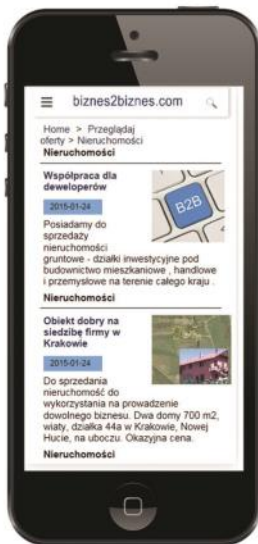 biznes2biznes.com
Home > Przeglądaj
oferty > Nieruchomości
Nieruchomości
Współpraca dla
deweloperów
B2B
2015-01-24
Posiadamy do
sprzedaży
nieruchomości
gruntowe - działki inwestycyjne pod
budownictwo mieszkaniowe , handlowe
i przemysłowe na terenie całego kraju .
Nieruchomości
Obiekt dobry na
siedzibę firmy w
Krakowie
2015-01-24
Do sprzedania
nieruchomość do
wykorzystania na prowadzenie
dowolnego biznesu. Dwa domy 700 m2,
wiaty, działka 44a w Krakowie, Nowej
Hucie, na uboczu. Okazyjna cena.
Nieruchomości